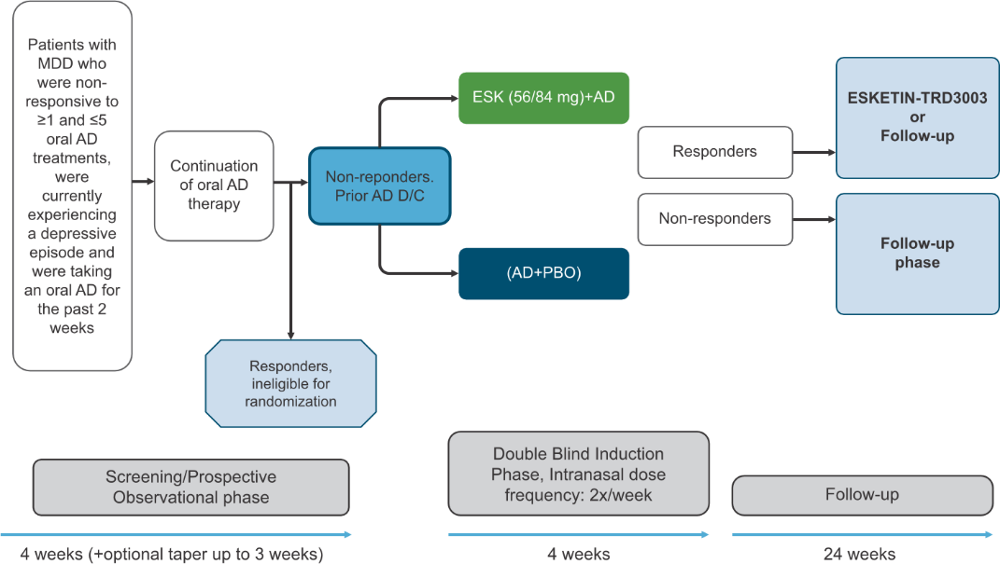 Patients with
MDD who
were non-
responsive to
≥1 and ≤5
oral AD
treatments,
were
currently
experiencing
a depressive
episode and
were taking
an oral AD for
the past 2
weeks
Continuation
of oral AD
therapy
Non-reponders.
Prior AD D/C
Responders,
ineligible for
randomization
ESK (56/84 mg)+AD
(AD+PBO)
Responders
Non-responders
ESKETIN-TRD3003
or
Follow-up
Follow-up
phase
Screening/Prospective
Observational phase
Double Blind Induction
Phase, Intranasal dose
frequency: 2x/week
Follow-up
4 weeks (+optional taper up to 3 weeks)
4 weeks
24 weeks